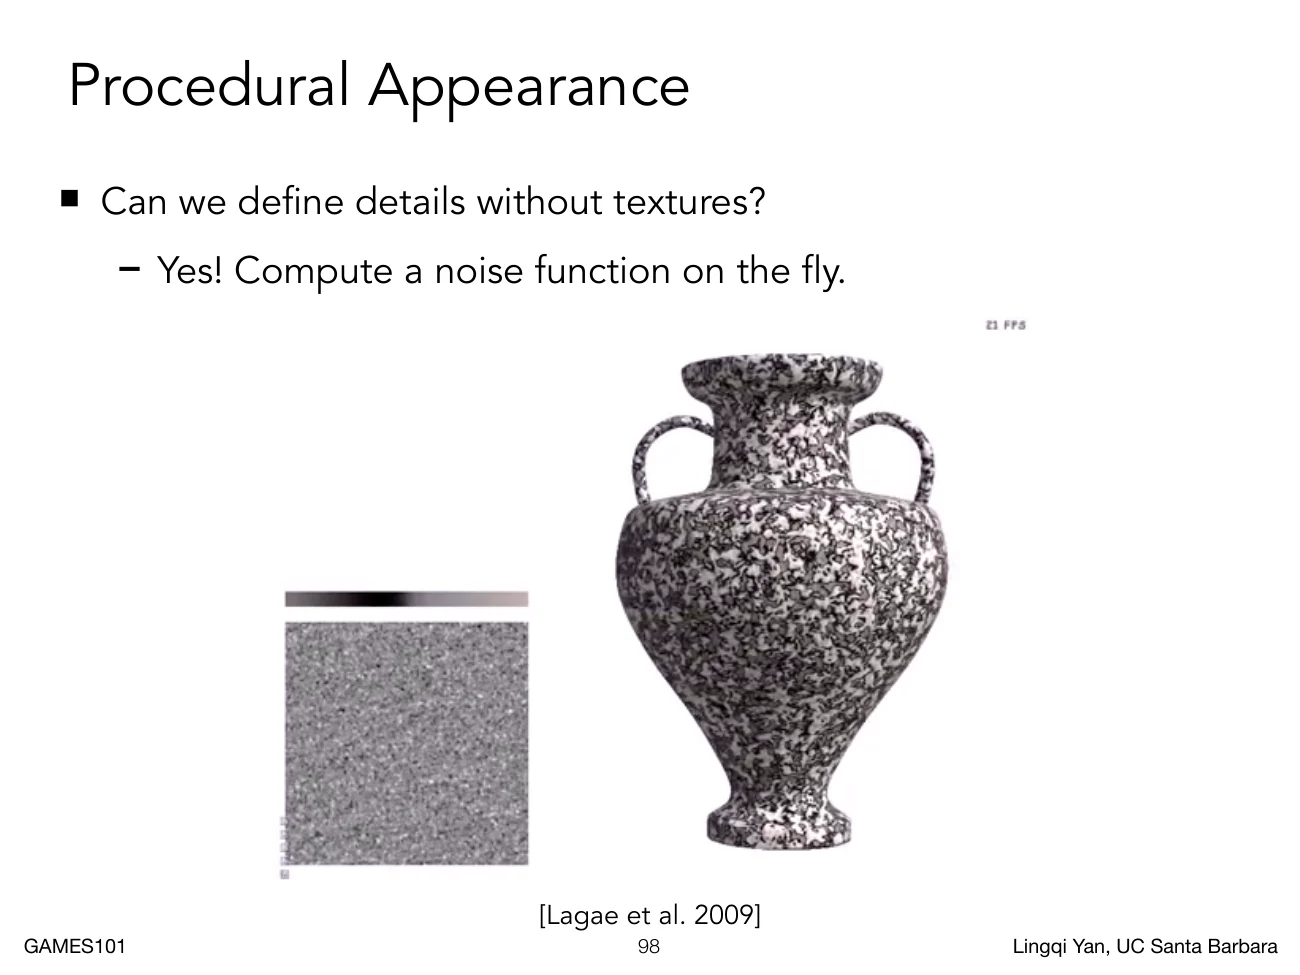 Procedural Appearance
Can we define details without textures?
– Yes! Compute a noise function on the fly.
21 FPS
[Lagae et al. 2009]
GAMES101
98
Lingqi Yan, UC Santa Barbara